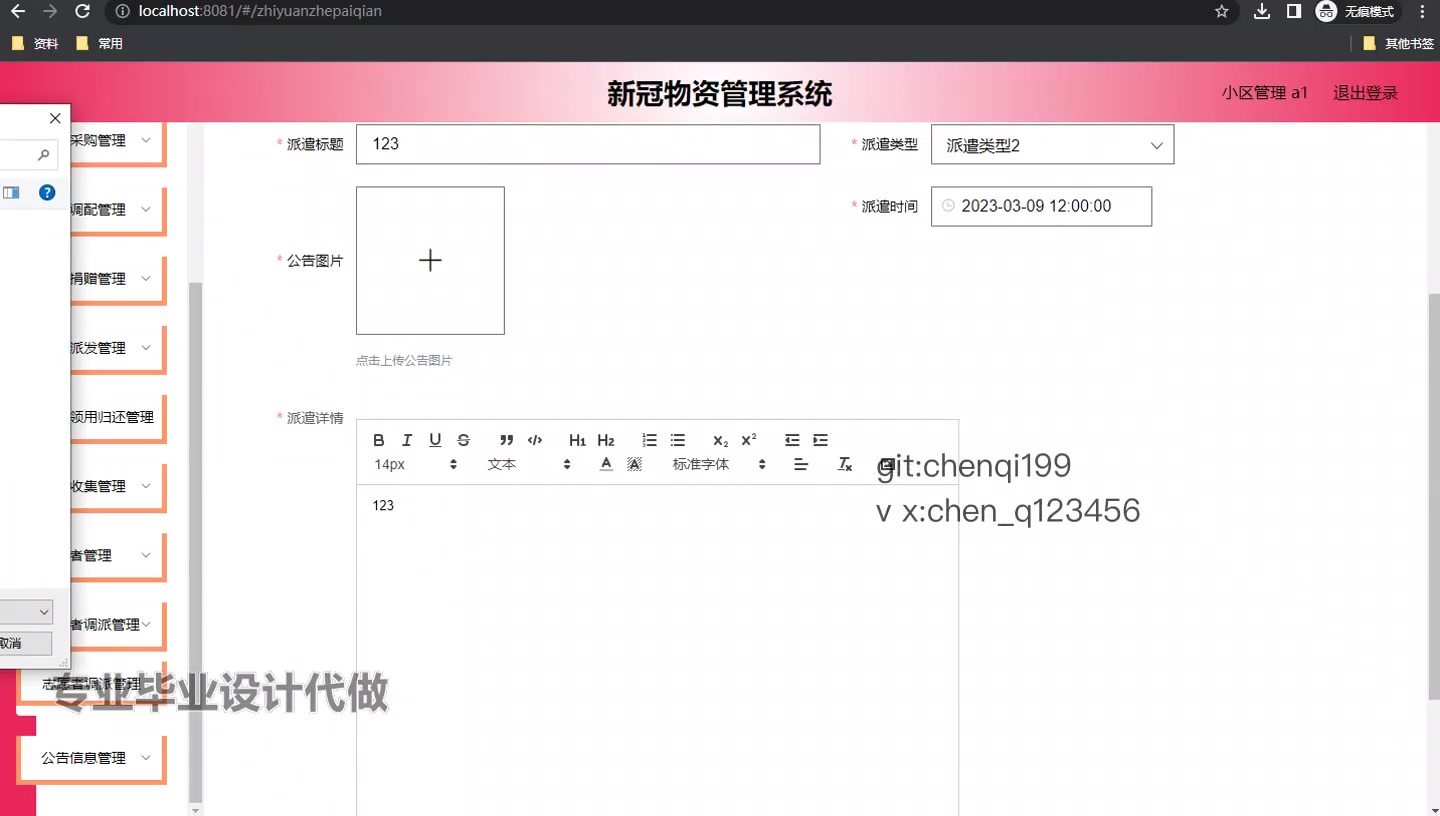 localhost:8081/#/zhiyuanzhepaiqian
无痕模式
资料
常用
其他书签
新冠物资管理系统
小区管理 a1
退出登录
采购管理
* 派遣标题
123
* 派遣类型
派遣类型2
调配管理
* 派遣时间
2023-03-09 12:00:00
* 公告图片
捐赠管理
派发管理
点击上传公告图片
领用归还管理
* 派遣详情
B I U S H1 H2 X2 X2
14px
文本
A A
标准字体
Tx
git:chenqi199
收集管理
123
v x:chen_q123456
者管理
者调派管理
取消
志愿者调派管理
专业毕业设计代做
公告信息管理